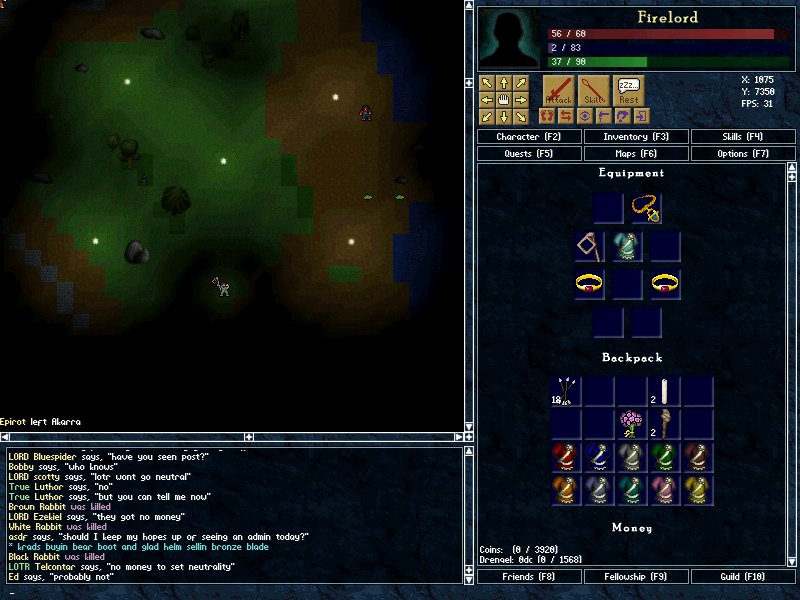 Firelord
56 / 60
2 / 83
37 / 90
X: 1075
Y: 7350
FPS: 31
Attack
Skills
zZz...
Rest
Character (F2)
Inventory (F3)
Skills (F4)
Quests (F5)
Maps (F6)
Options (F7)
Equipment
Backpack
18
2
2
Money
Coins: (0 / 3920)
Drenael: 0dc (0 / 1568)
Friends (F8)
Fellowship (F9)
Guild (F10)
Epirot left Akarra
LORD Bluespider says, "have you seen post?"
Bobby says, "who knows"
LORD scotty says, "lotr wont go neutral"
True Luthor says, "no"
True Luthor says, "but you can tell me now"
Brown Rabbit was killed
LORD Ezekiel says, "they got no money"
White Rabbit was killed
asdf says, "should I keep my hopes up of seeing an admin today?"
* krads buyin bear boot and glad helm sellin bronze blade
Black Rabbit was killed
LOTR Telcontar says, "no money to set neutrality"
Ed says, "probably not"